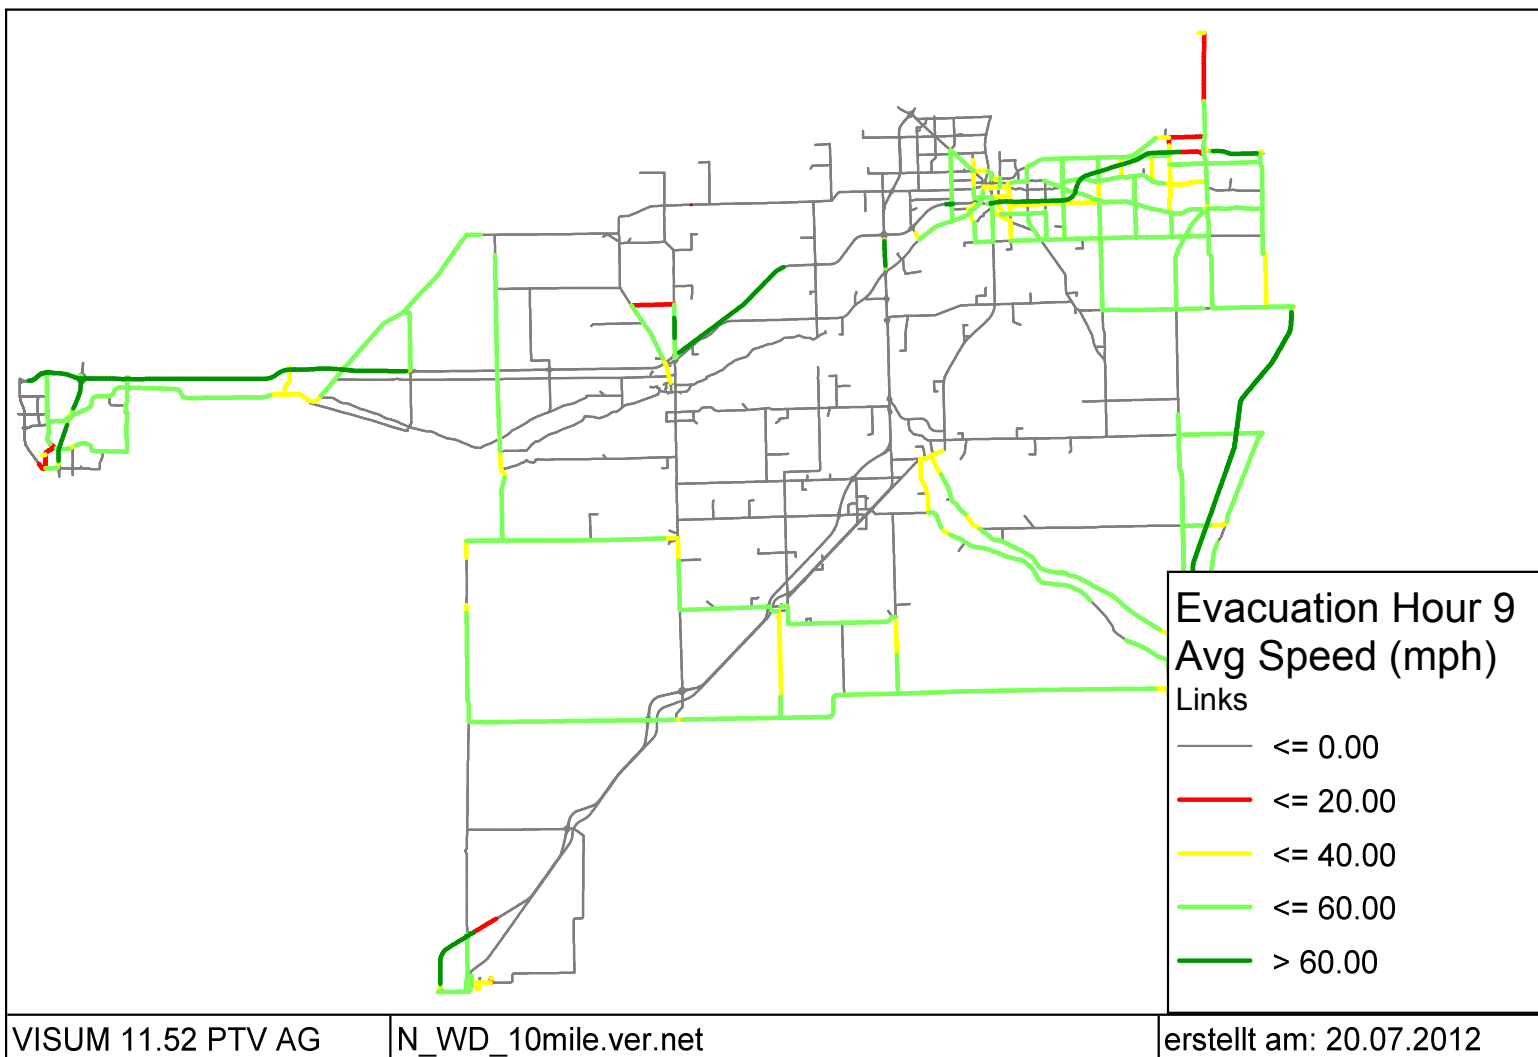 Evacuation Hour 9
Avg Speed (mph)
Links
<= 0.00
<= 20.00
<= 40.00
<= 60.00
> 60.00
VISUM 11.52 PTV AG
N_WD_10mile.ver.net
erstellt am: 20.07.2012